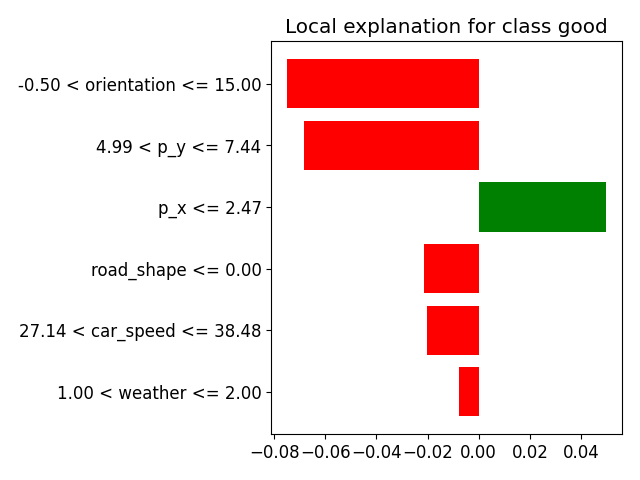 Local explanation for class good
-0.50 < orientation <= 15.00
4.99 < p_y <= 7.44
p_x <= 2.47
road_shape <= 0.00
27.14 < car_speed <= 38.48
1.00 < weather <= 2.00
−0.08 −0.06 −0.04 −0.02 0.00 0.02 0.04